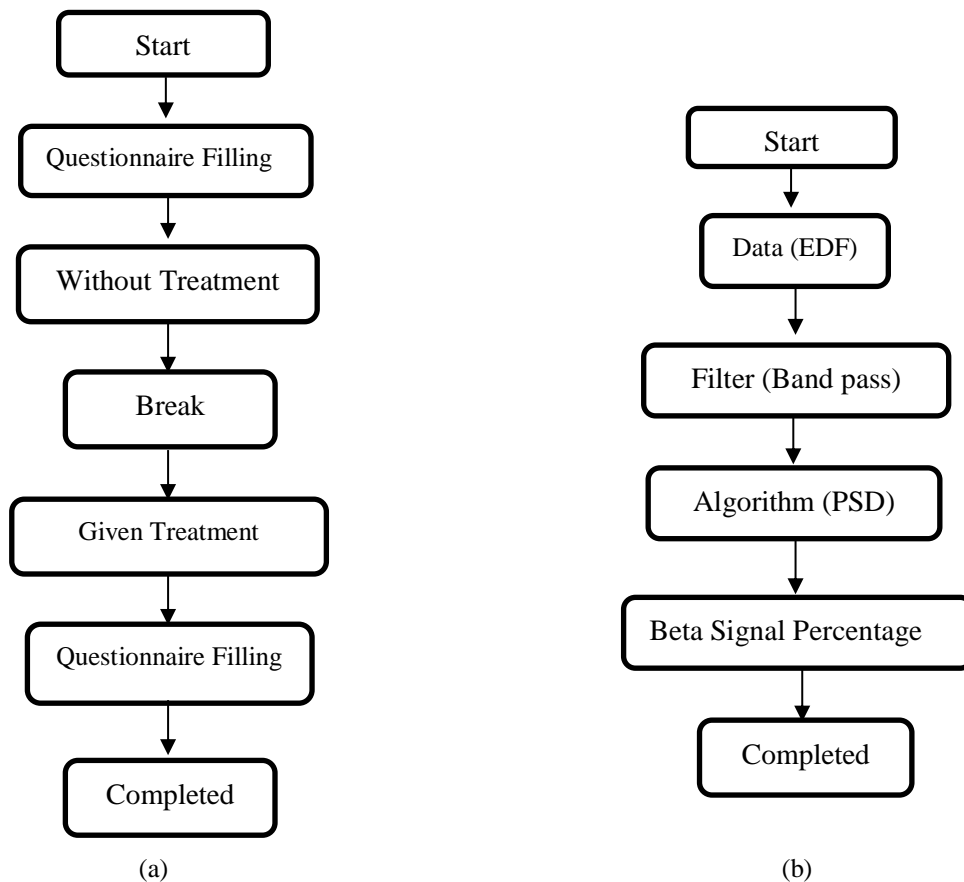 Start
Questionnaire Filling
Without Treatment
Break
Given Treatment
Questionnaire Filling
Completed
(a)
Start
Data (EDF)
Filter (Band pass)
Algorithm (PSD)
Beta Signal Percentage
Completed
(b)